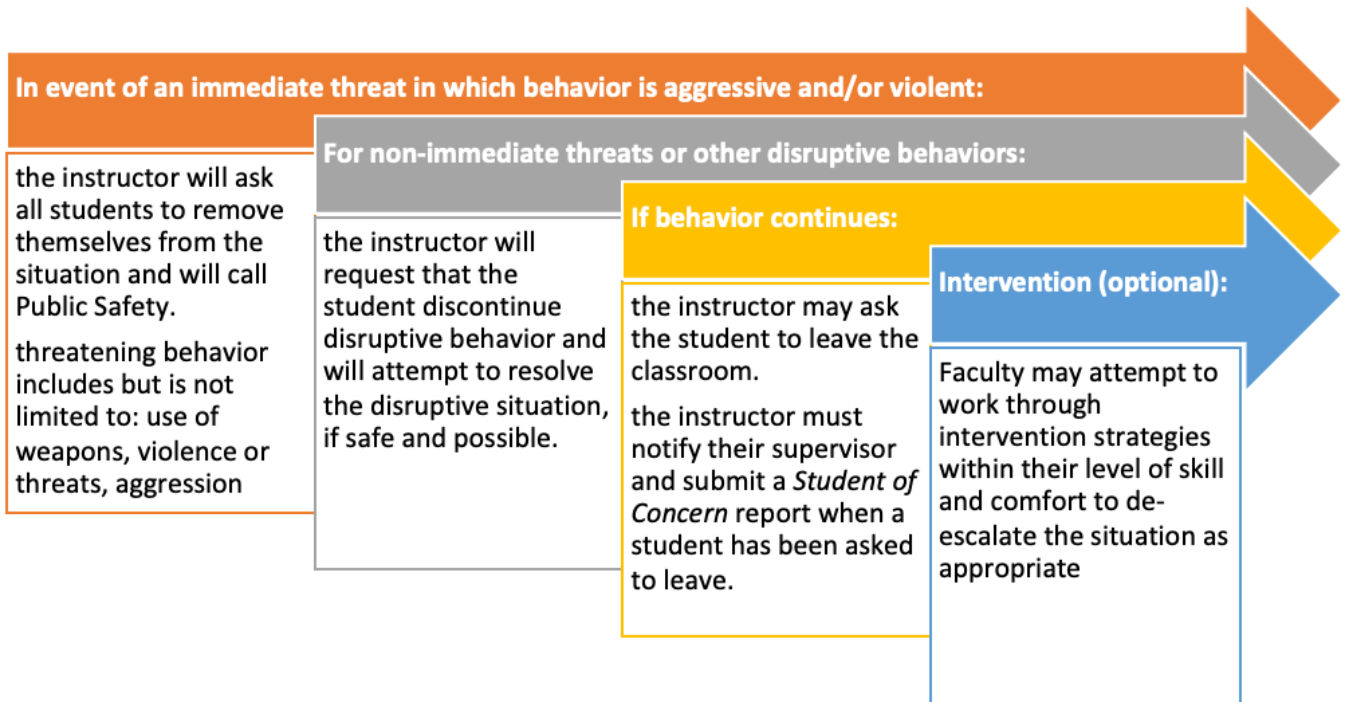 In event of an immediate threat in which behavior is aggressive and/or violent:
the instructor will ask
all students to remove
themselves from the
situation and will call
Public Safety.
threatening behavior
includes but is not
limited to: use of
weapons, violence or
threats, aggression
For non-immediate threats or other disruptive behaviors:
the instructor will
request that the
student discontinue
disruptive behavior and
will attempt to resolve
the disruptive situation,
if safe and possible.
If behavior continues:
the instructor may ask
the student to leave the
classroom.
the instructor must
notify their supervisor
and submit a Student of
Concern report when a
student has been asked
to leave.
Intervention (optional):
Faculty may attempt to
work through
intervention strategies
within their level of skill
and comfort to de-
escalate the situation as
appropriate